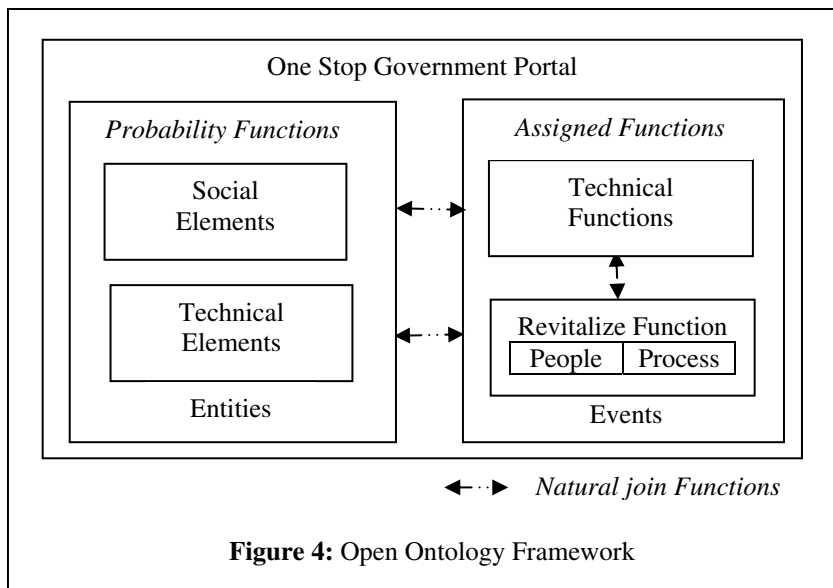 One Stop Government Portal
Probability Functions
Social
Elements
Technical
Elements
Entities
Assigned Functions
Technical
Functions
Revitalize Function
People Process
Events
Natural join Functions
Figure 4: Open Ontology Framework